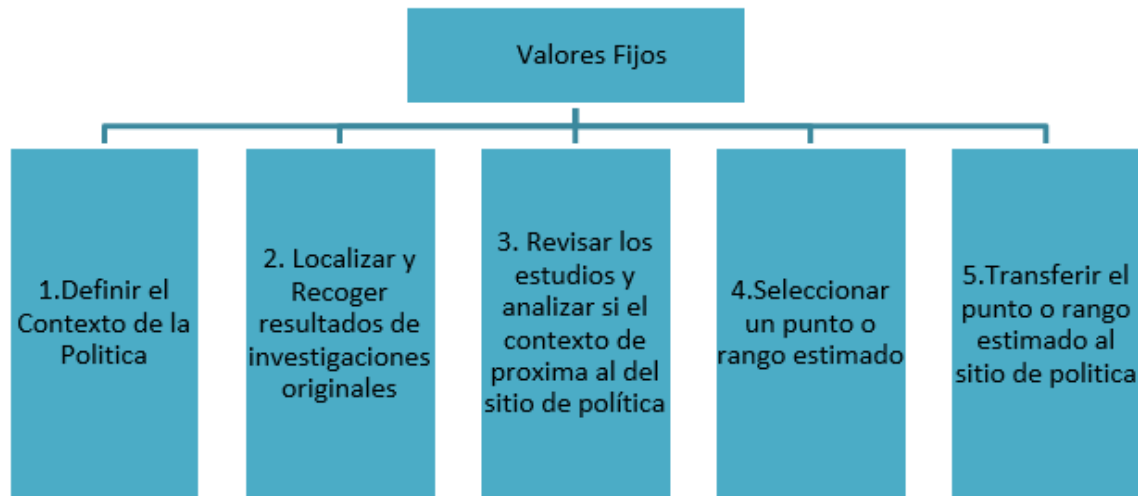 Valores Fijos
1.Definir el
Contexto de la
Politica
2. Localizar y
Recoger
resultados de
investigaciones
originales
3. Revisar los
estudios y
analizar si el
contexto de
proxima al del
sitio de política
4.Seleccionar
un punto o
rango estimado
5.Transferir el
punto o rango
estimado al
sitio de politica